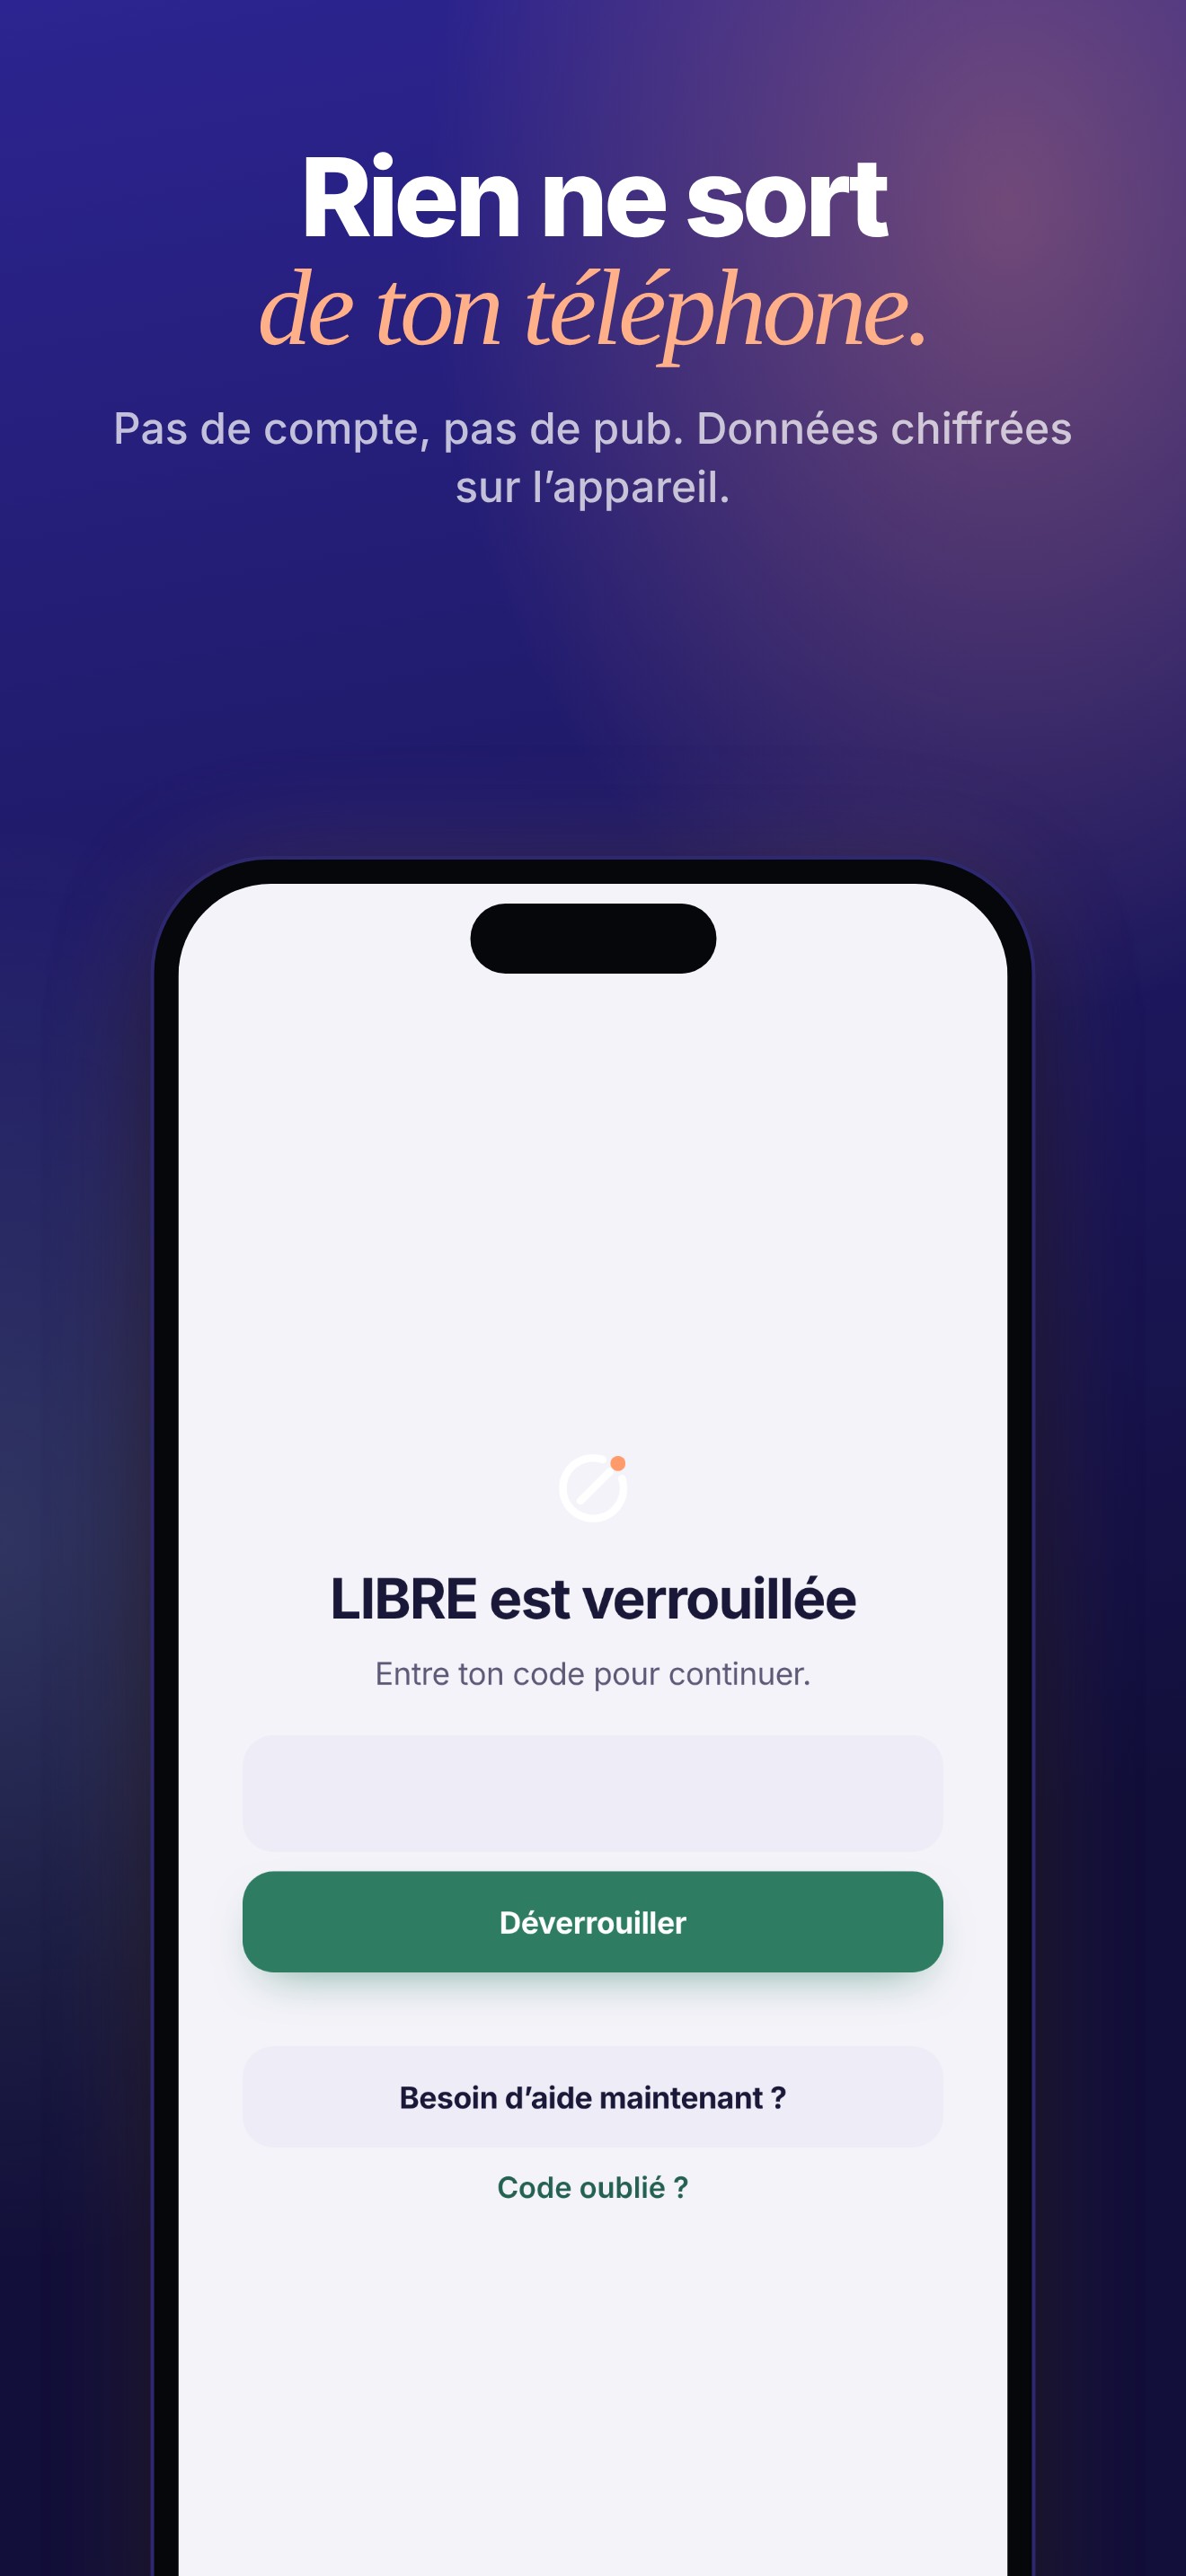 Rien ne sort
de ton téléphone.
Pas de compte, pas de pub. Données chiffrées
sur l’appareil.
LIBRE est verrouillée
Entre ton code pour continuer.
Déverrouiller
Besoin d’aide maintenant ?
Code oublié ?